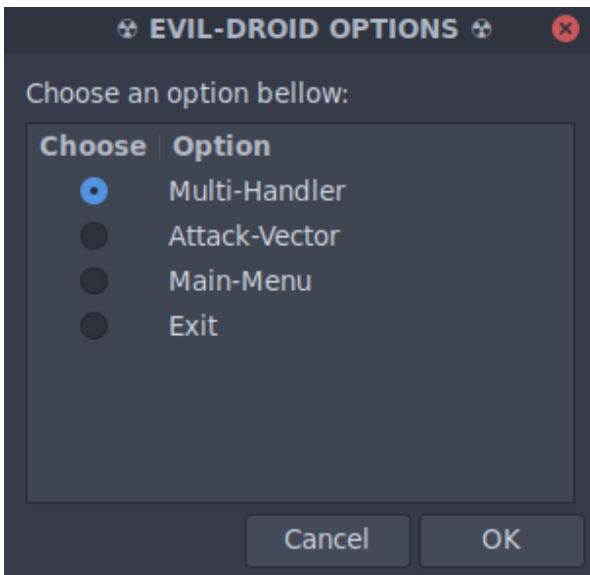 ☢ EVIL-DROID OPTIONS ☢
Choose an option bellow:
Choose Option
Multi-Handler
Attack-Vector
Main-Menu
Exit
Cancel OK